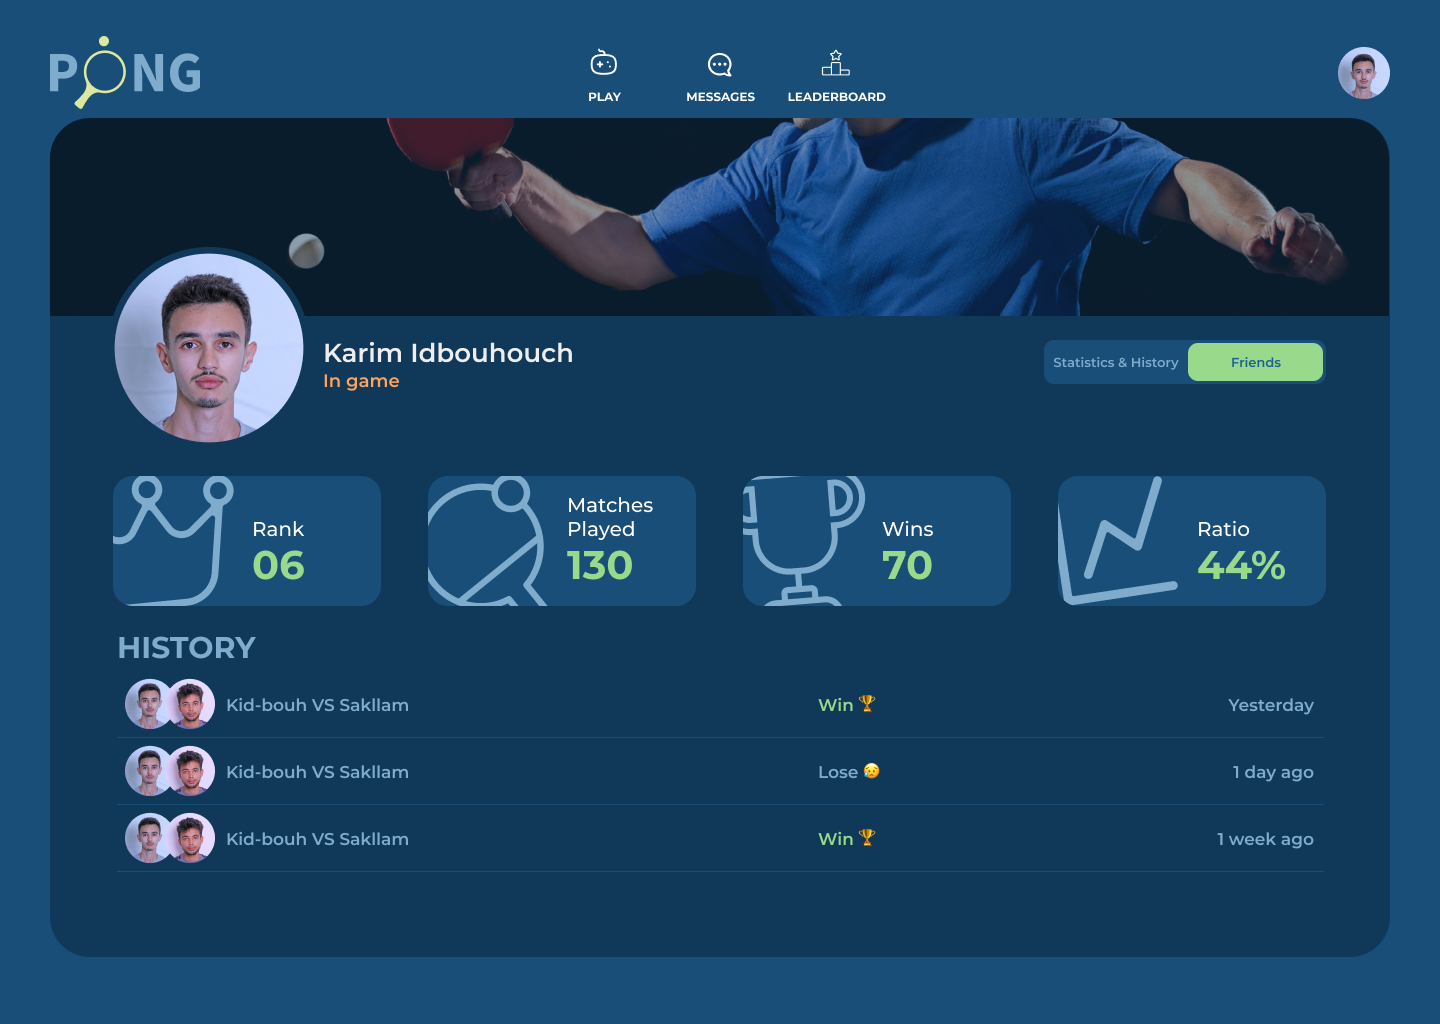 PONG
PLAY
MESSAGES
LEADERBOARD
Karim Idbouhouch
In game
Statistics & History
Friends
Rank
06
Matches
Played
130
Wins
70
Ratio
44%
HISTORY
Kid-bouh VS Sakllam
Win 🏆
Yesterday
Kid-bouh VS Sakllam
Lose 😥
1 day ago
Kid-bouh VS Sakllam
Win 🏆
1 week ago